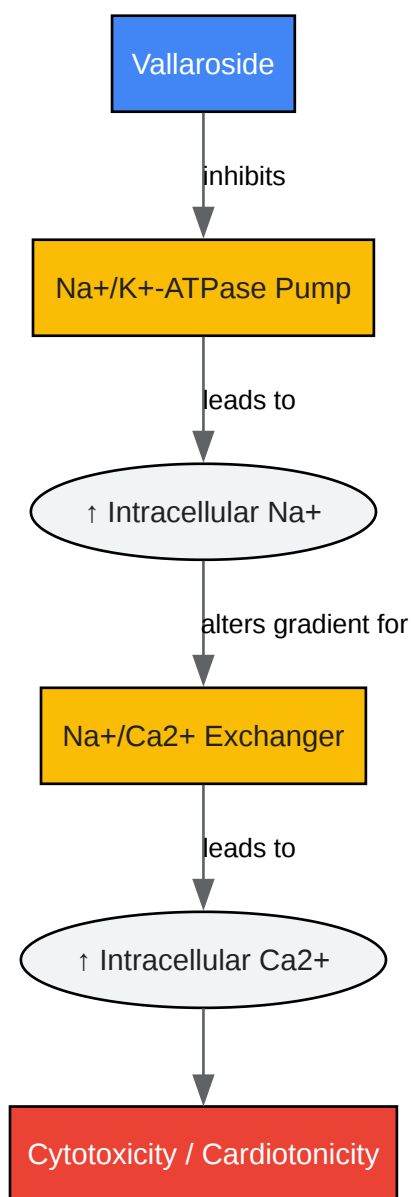 Vallaroside
inhibits
Na+/K+-ATPase Pump
leads to
↑ Intracellular Na+
alters gradient for
Na+/Ca2+ Exchanger
leads to
↑ Intracellular Ca2+
Cytotoxicity / Cardiotonicity